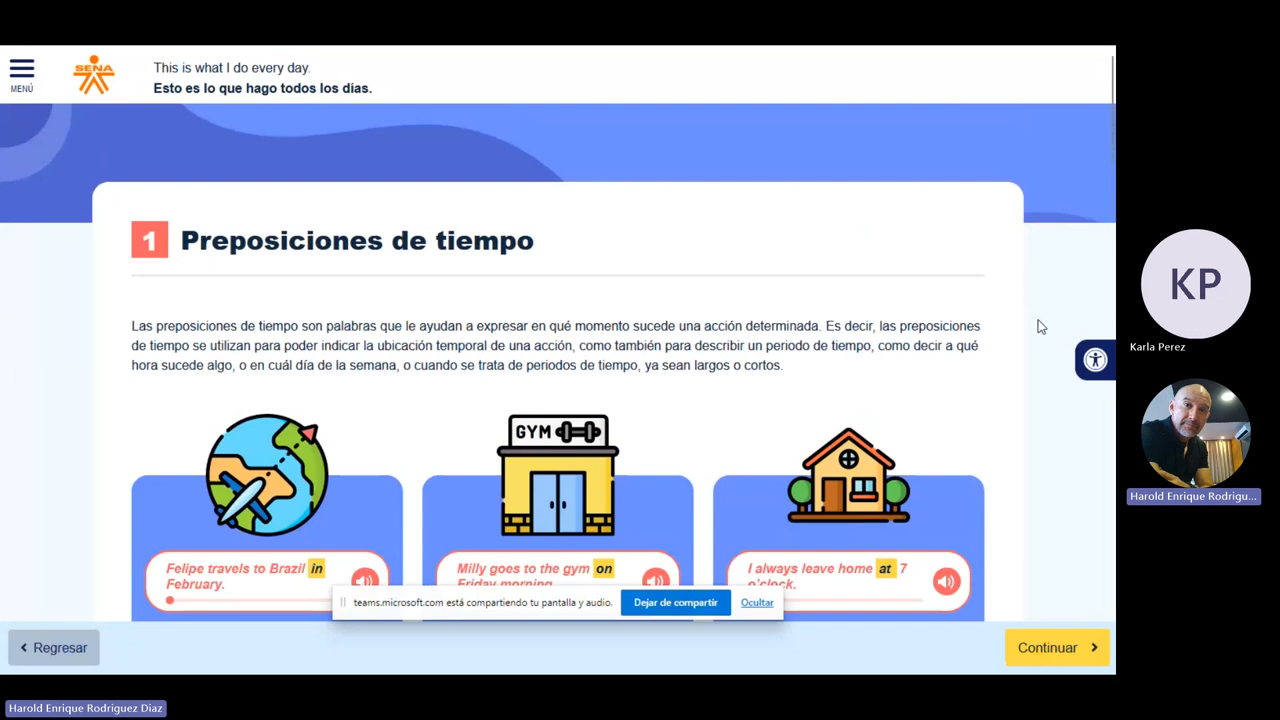 MENÚ
SENA
This is what I do every day.
Esto es lo que hago todos los días.
1 Preposiciones de tiempo
Las preposiciones de tiempo son palabras que le ayudan a expresar en qué momento sucede una acción determinada. Es decir, las preposiciones
de tiempo se utilizan para poder indicar la ubicación temporal de una acción, como también para describir un periodo de tiempo, como decir a qué
hora sucede algo, o en cuál día de la semana, o cuando se trata de periodos de tiempo, ya sean largos o cortos.
GYM
Felipe travels to Brazil in
February.
Milly goes to the gym on
Friday morning.
I always leave home at 7
o'clock.
teams.microsoft.com está compartiendo tu pantalla y audio.
Dejar de compartir
Ocultar
Regresar
Continuar
KP
Karla Perez
Harold Enrique Rodrigu...
Harold Enrique Rodriguez Diaz